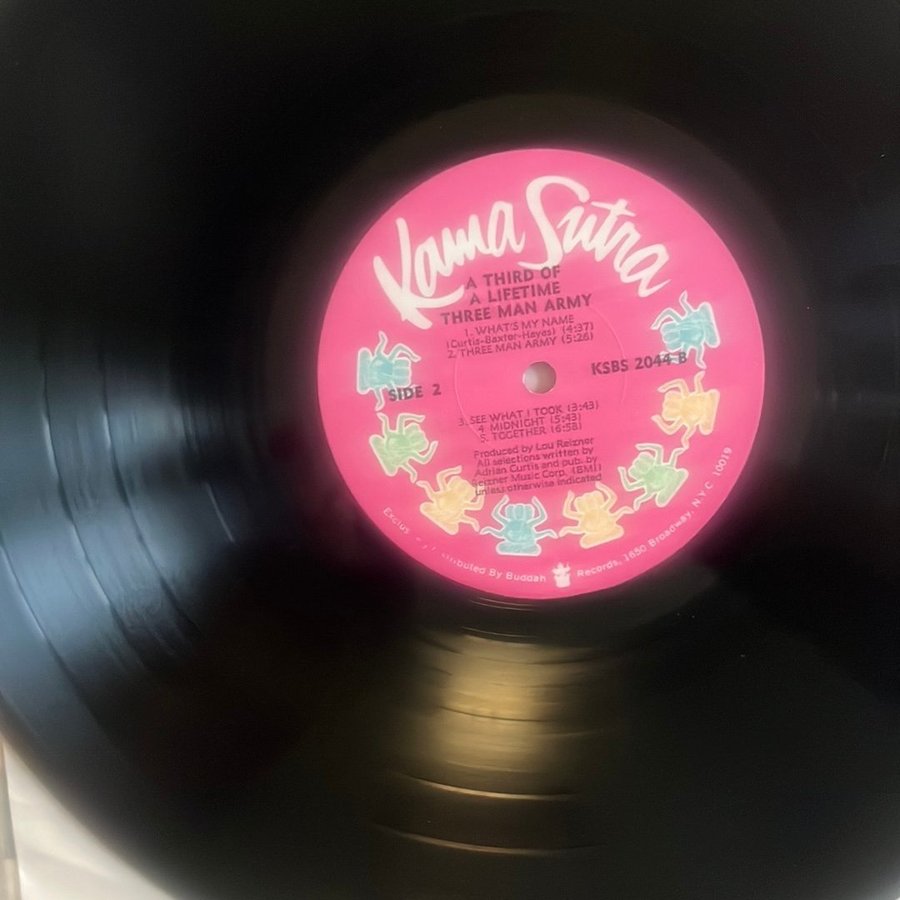 Kama Sutra
A THIRD OF
A LIFETIME
THREE MAN ARMY
1. WHAT'S MY NAME
(Curtis-Baxter-Hayes) (4:37)
2. THREE MAN ARMY (5:26)
SIDE 2
KSBS 2044 B
3. SEE WHAT I TOOK (3:43)
4. MIDNIGHT (5:43)
5. TOGETHER (6:58)
Produced by Lou Reizner
All selections written by
Adrian Curtis and pub. by
Reizner Music Corp. (BMI)
unless otherwise indicated
By Buddah Records, 1650 Broadway, N.Y.C. 10019